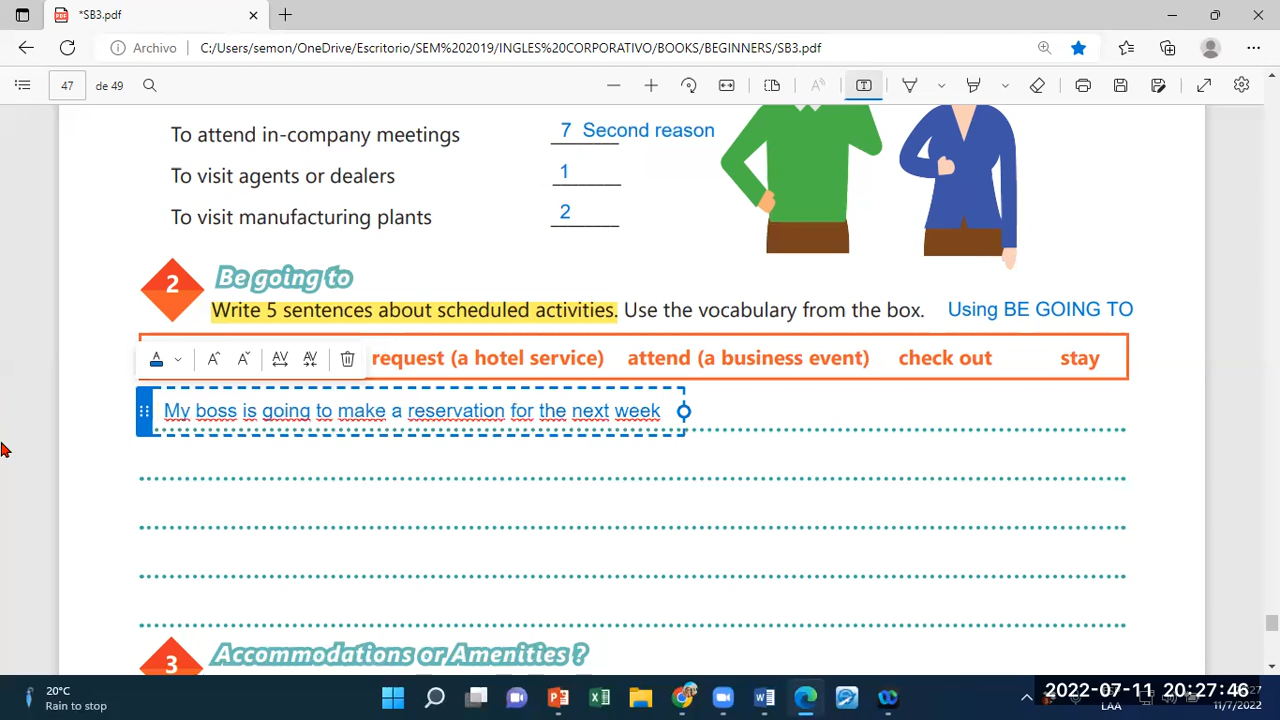 *SB3.pdf
Archivo C:/Users/semon/OneDrive/Escritorio/SEM%202019/INGLES%20CORPORATIVO/BOOKS/BEGINNERS/SB3.pdf
47 de 49
To attend in-company meetings 7 Second reason
To visit agents or dealers 1
To visit manufacturing plants 2
2 Be going to
Write 5 sentences about scheduled activities. Use the vocabulary from the box. Using BE GOING TO
request (a hotel service) attend (a business event) check out stay
My boss is going to make a reservation for the next week
3 Accommodations or Amenities ?
20°C
Rain to stop
LAA
2022-07-11 20:27:46
11/7/2022